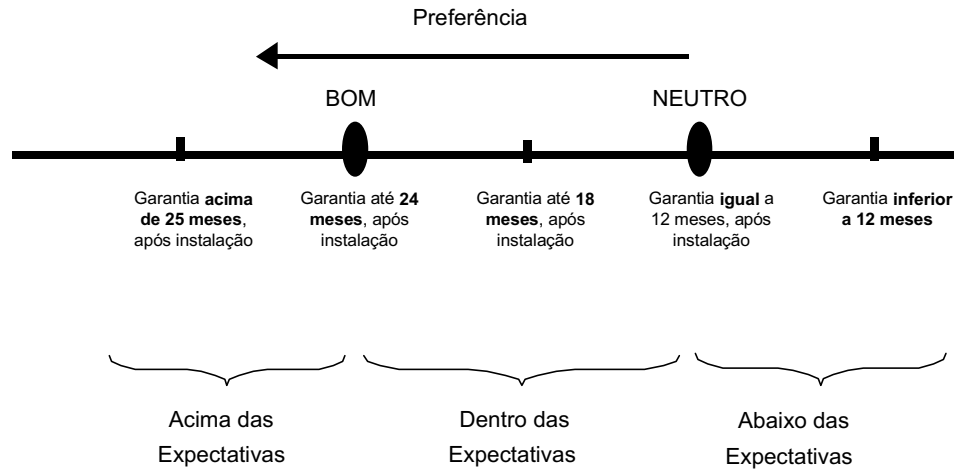 Preferência
BOM
NEUTRO
Garantia acima
de 25 meses,
após instalação
Garantia até 24
meses, após
instalação
Garantia até 18
meses, após
instalação
Garantia igual a
12 meses, após
instalação
Garantia inferior
a 12 meses
Acima das
Expectativas
Dentro das
Expectativas
Abaixo das
Expectativas